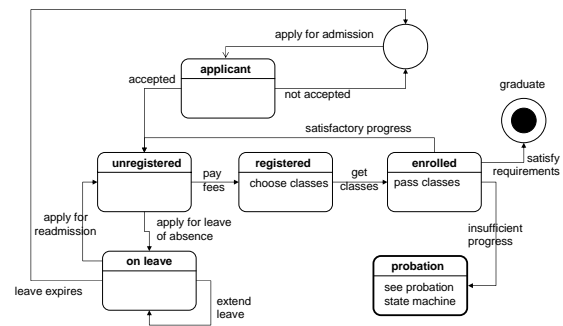 apply for admission
applicant
accepted
not accepted
graduate
satisfactory progress
unregistered
pay
fees
registered
choose classes
get
classes
enrolled
pass classes
satisfy
requirements
apply for
readmission
apply for leave
of absence
insufficient
progress
on leave
leave expires
extend
leave
probation
see probation
state machine